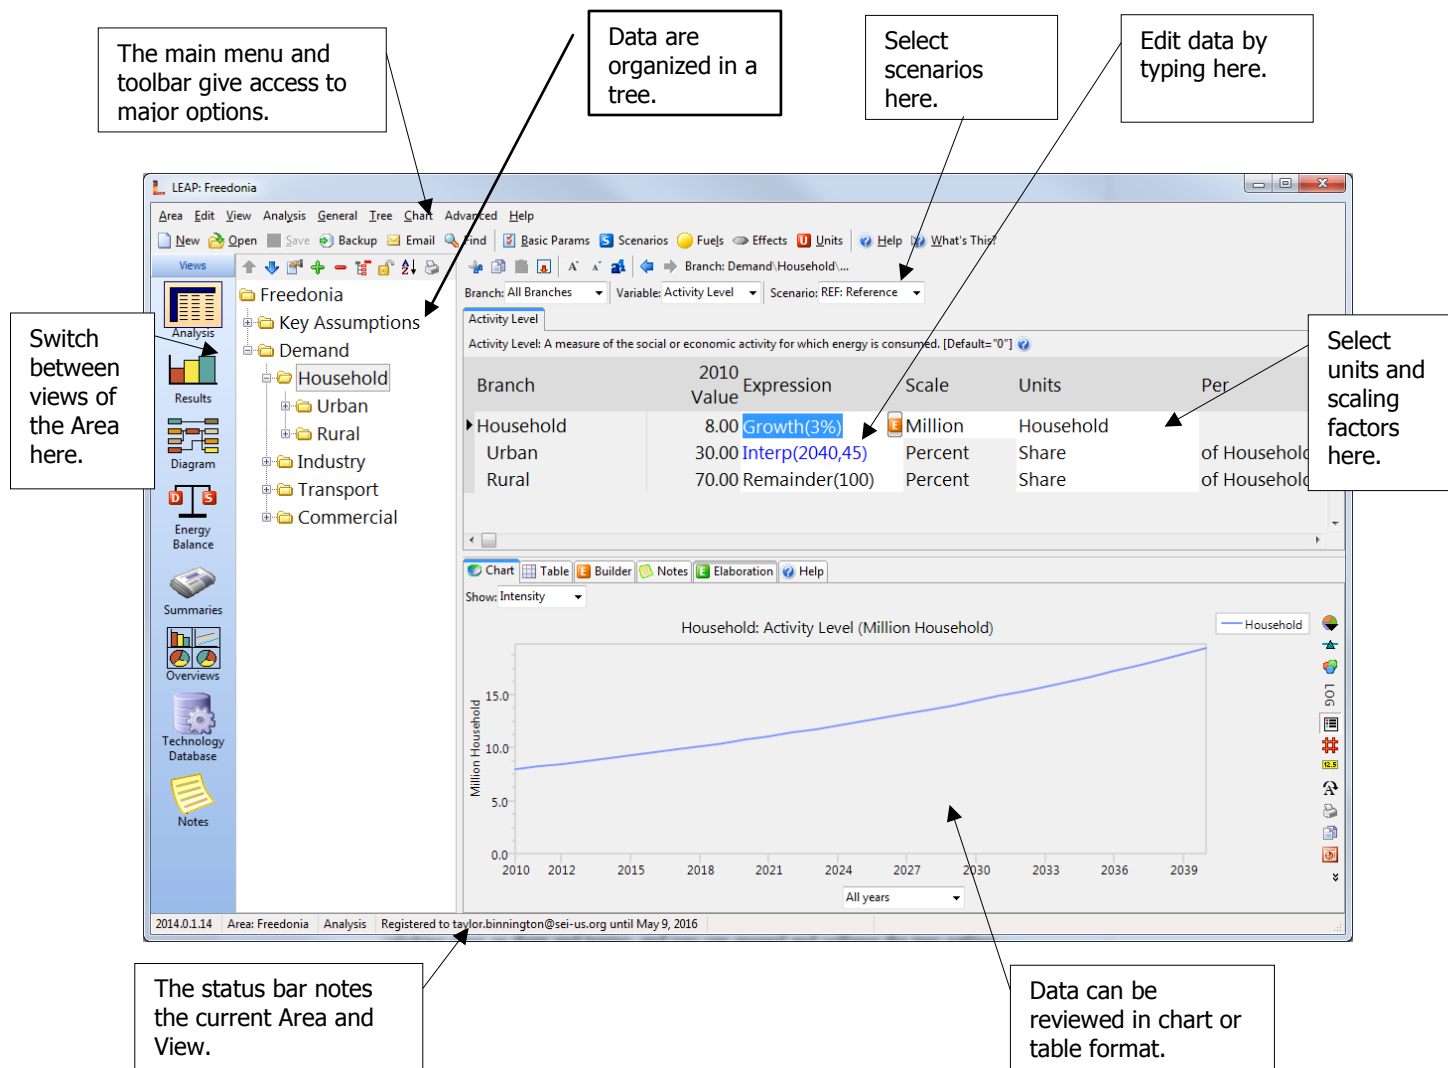 The main menu and
toolbar give access to
major options.
Data are
organized in a
tree.
Select
scenarios
here.
Edit data by
typing here.
LEAP: Freedonia
Area Edit View Analysis General Tree Chart Advanced Help
New Open Save Backup Email Find Basic Params Scenarios Fuels Effects Units Help What's This?
Views
Branch: Demand\Household\...
Branch: All Branches Variable: Activity Level Scenario: REF: Reference
Activity Level
Activity Level: A measure of the social or economic activity for which energy is consumed. [Default="0"]
Switch
between
views of
the Area
here.
Analysis
Results
Diagram
Energy
Balance
Summaries
Overviews
Technology
Database
Notes
Freedonia
Key Assumptions
Demand
Household
Urban
Rural
Industry
Transport
Commercial
Branch 2010 Value Expression Scale Units Per
Household 8.00 Growth(3%) Million Household
Urban 30.00 Interp(2040,45) Percent Share of Household
Rural 70.00 Remainder(100) Percent Share of Household
Select
units and
scaling
factors
here.
Chart Table Builder Notes Elaboration Help
Show: Intensity
Household: Activity Level (Million Household)
Household
Million Household
15.0
10.0
5.0
0.0
2010 2012 2015 2018 2021 2024 2027 2030 2033 2036 2039
All years
LOG
12.5
2014.0.1.14 Area: Freedonia Analysis Registered to taylor.binnington@sei-us.org until May 9, 2016
The status bar notes
the current Area and
View.
Data can be
reviewed in chart or
table format.